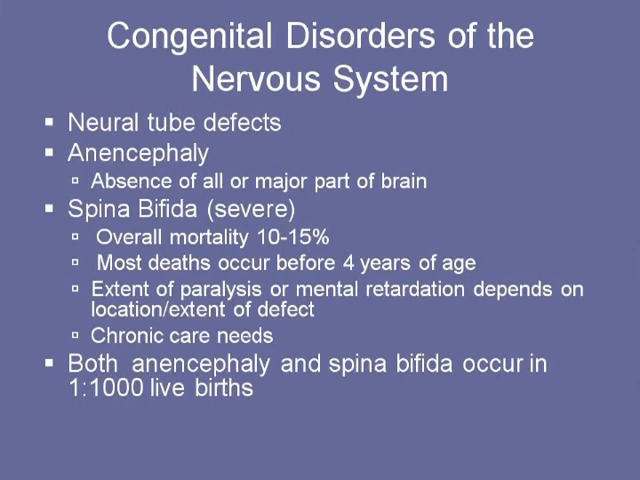 Congenital Disorders of the
Nervous System
Neural tube defects
Anencephaly
Absence of all or major part of brain
Spina Bifida (severe)
Overall mortality 10-15%
Most deaths occur before 4 years of age
Extent of paralysis or mental retardation depends on
location/extent of defect
Chronic care needs
Both anencephaly and spina bifida occur in
1:1000 live births